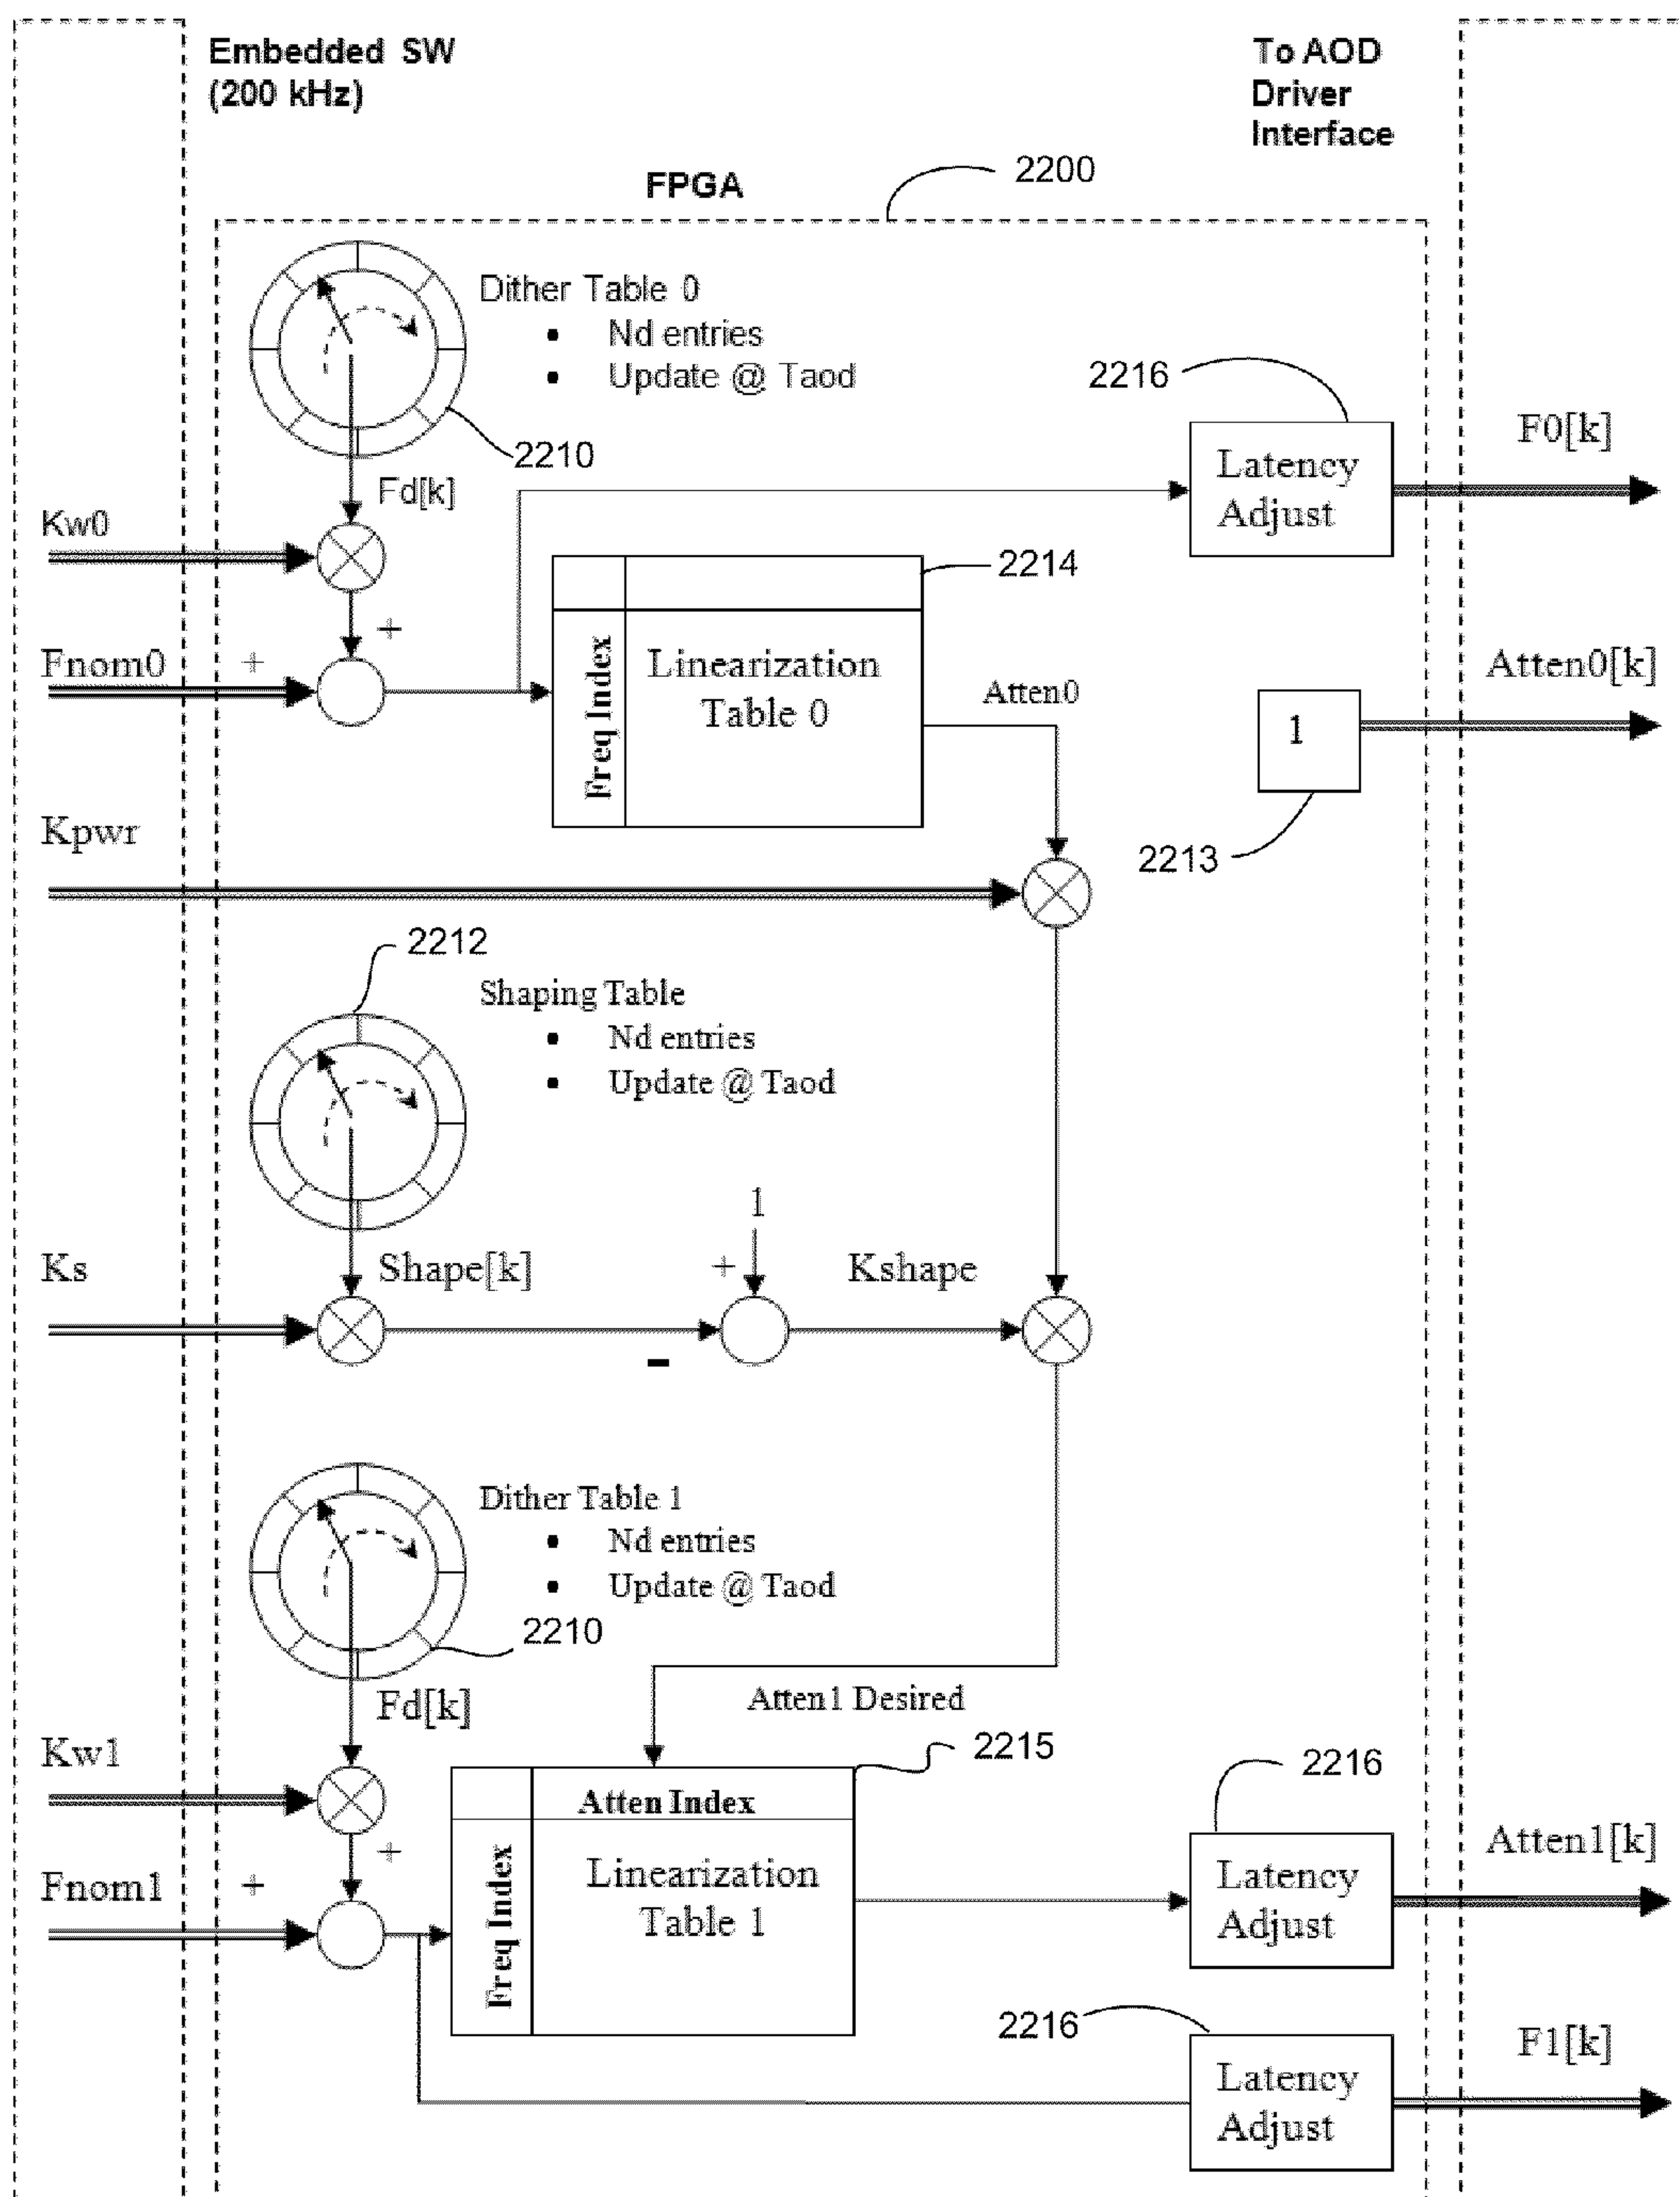 Embedded SW
(200 kHz)
To AOD
Driver
Interface
FPGA
2200
Dither Table 0
• Nd entries
• Update @ Taod
2210
2216
Latency
Adjust
F0[k]
Fd[k]
Kw0
+
Fnom0
+
2214
Freq Index
Linearization
Table 0
Atten0
Atten0[k]
1
2213
Kpwr
2212
Shaping Table
• Nd entries
• Update @ Taod
1
Ks
Shape[k]
+
Kshape
-
Dither Table 1
• Nd entries
• Update @ Taod
2210
Fd[k]
Atten1 Desired
2215
2216
Kw1
+
Atten Index
Freq Index
Linearization
Table 1
Latency
Adjust
Atten1[k]
Fnom1
+
2216
Latency
Adjust
F1[k]